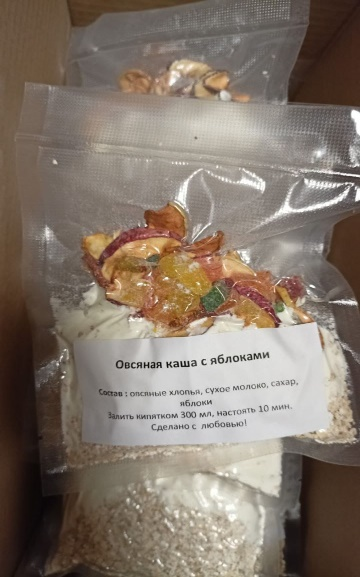 Овсяная каша с яблоками
Состав : овсяные хлопья, сухое молоко, сахар,
яблоки
Залить кипятком 300 мл, настоять 10 мин.
Сделано с любовью!